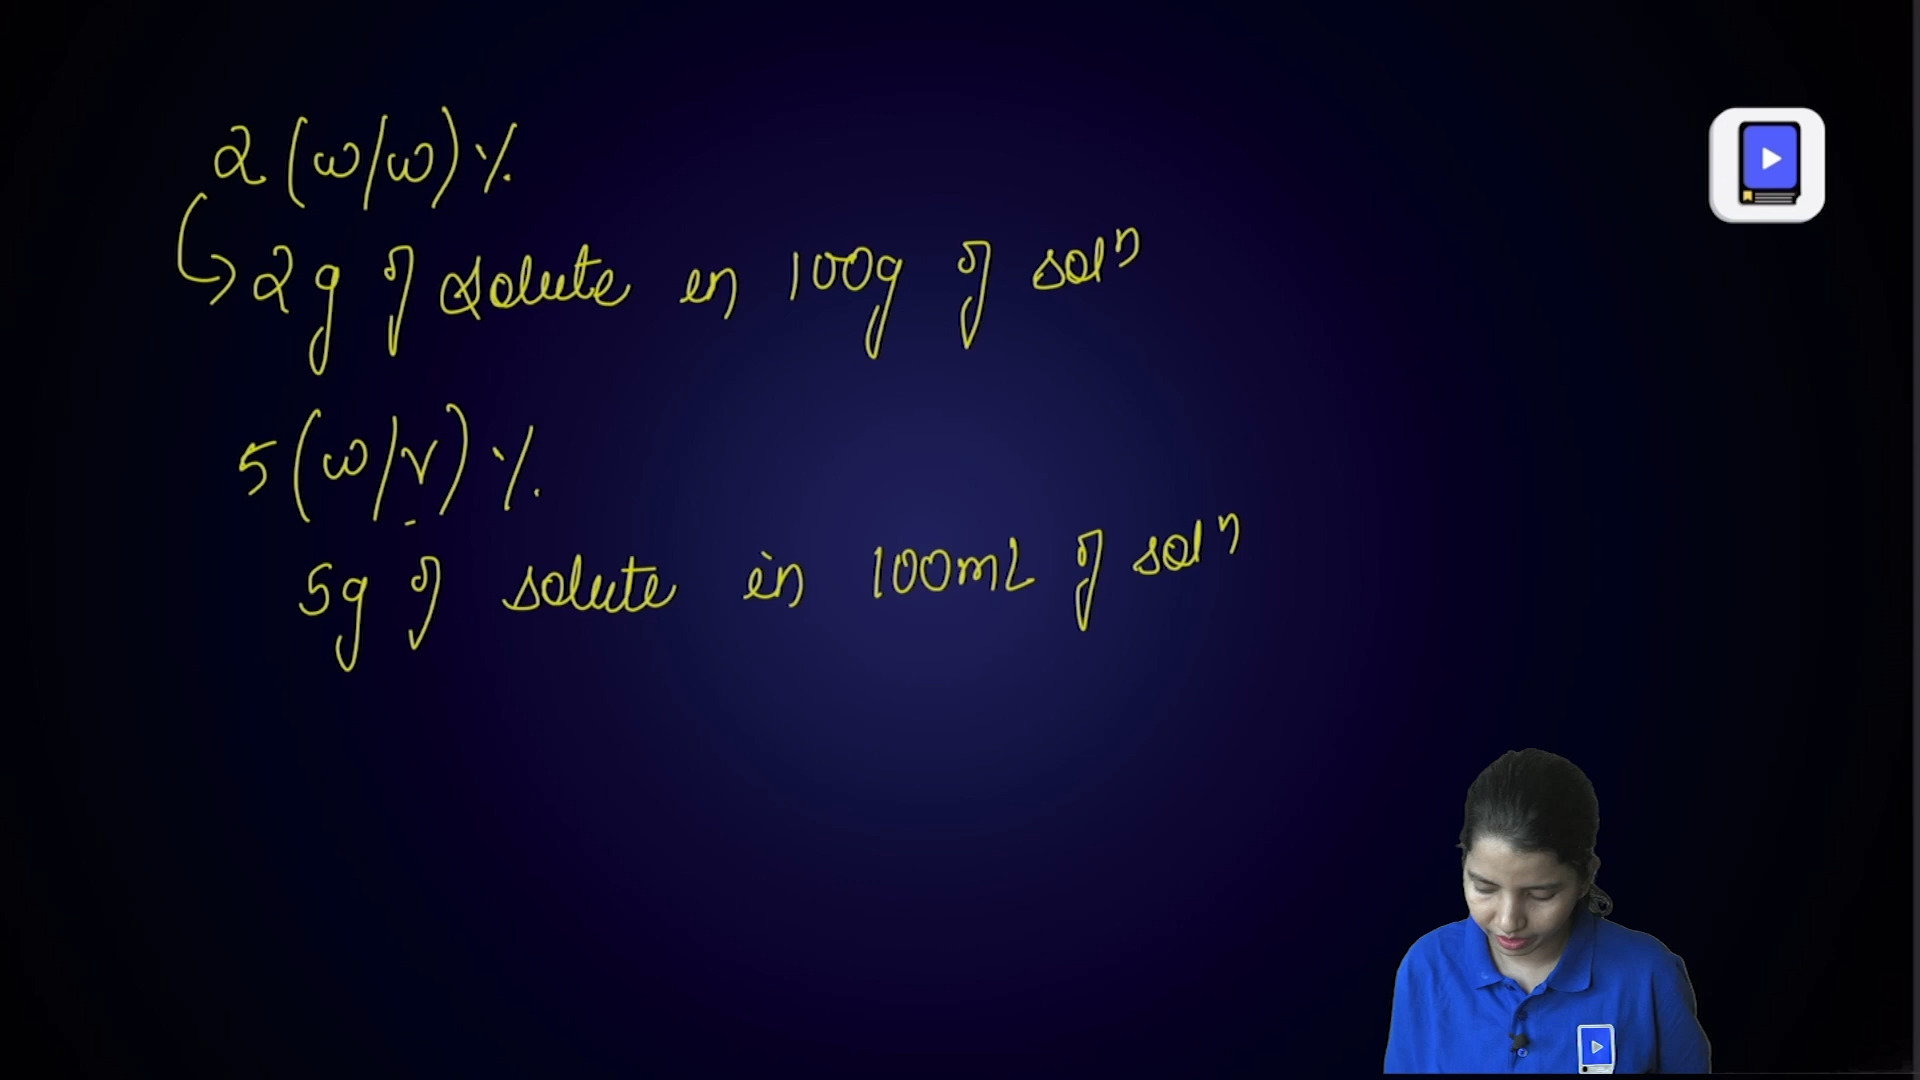 2 (w/w) %
2g of solute in 100g of solⁿ
5 (w/v) %.
5g of solute in 100mL of solⁿ